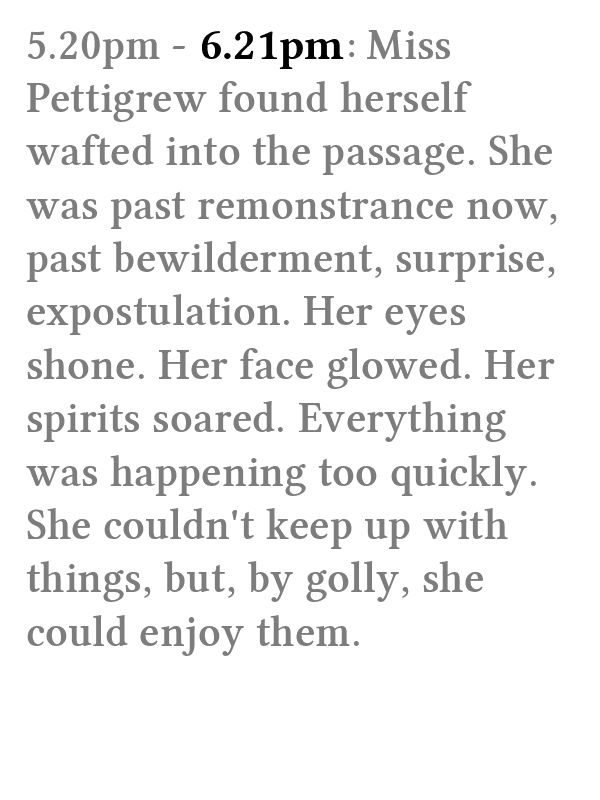 5.20pm - 6.21pm: Miss
Pettigrew found herself
wafted into the passage. She
was past remonstrance now,
past bewilderment, surprise,
expostulation. Her eyes
shone. Her face glowed. Her
spirits soared. Everything
was happening too quickly.
She couldn't keep up with
things, but, by golly, she
could enjoy them.